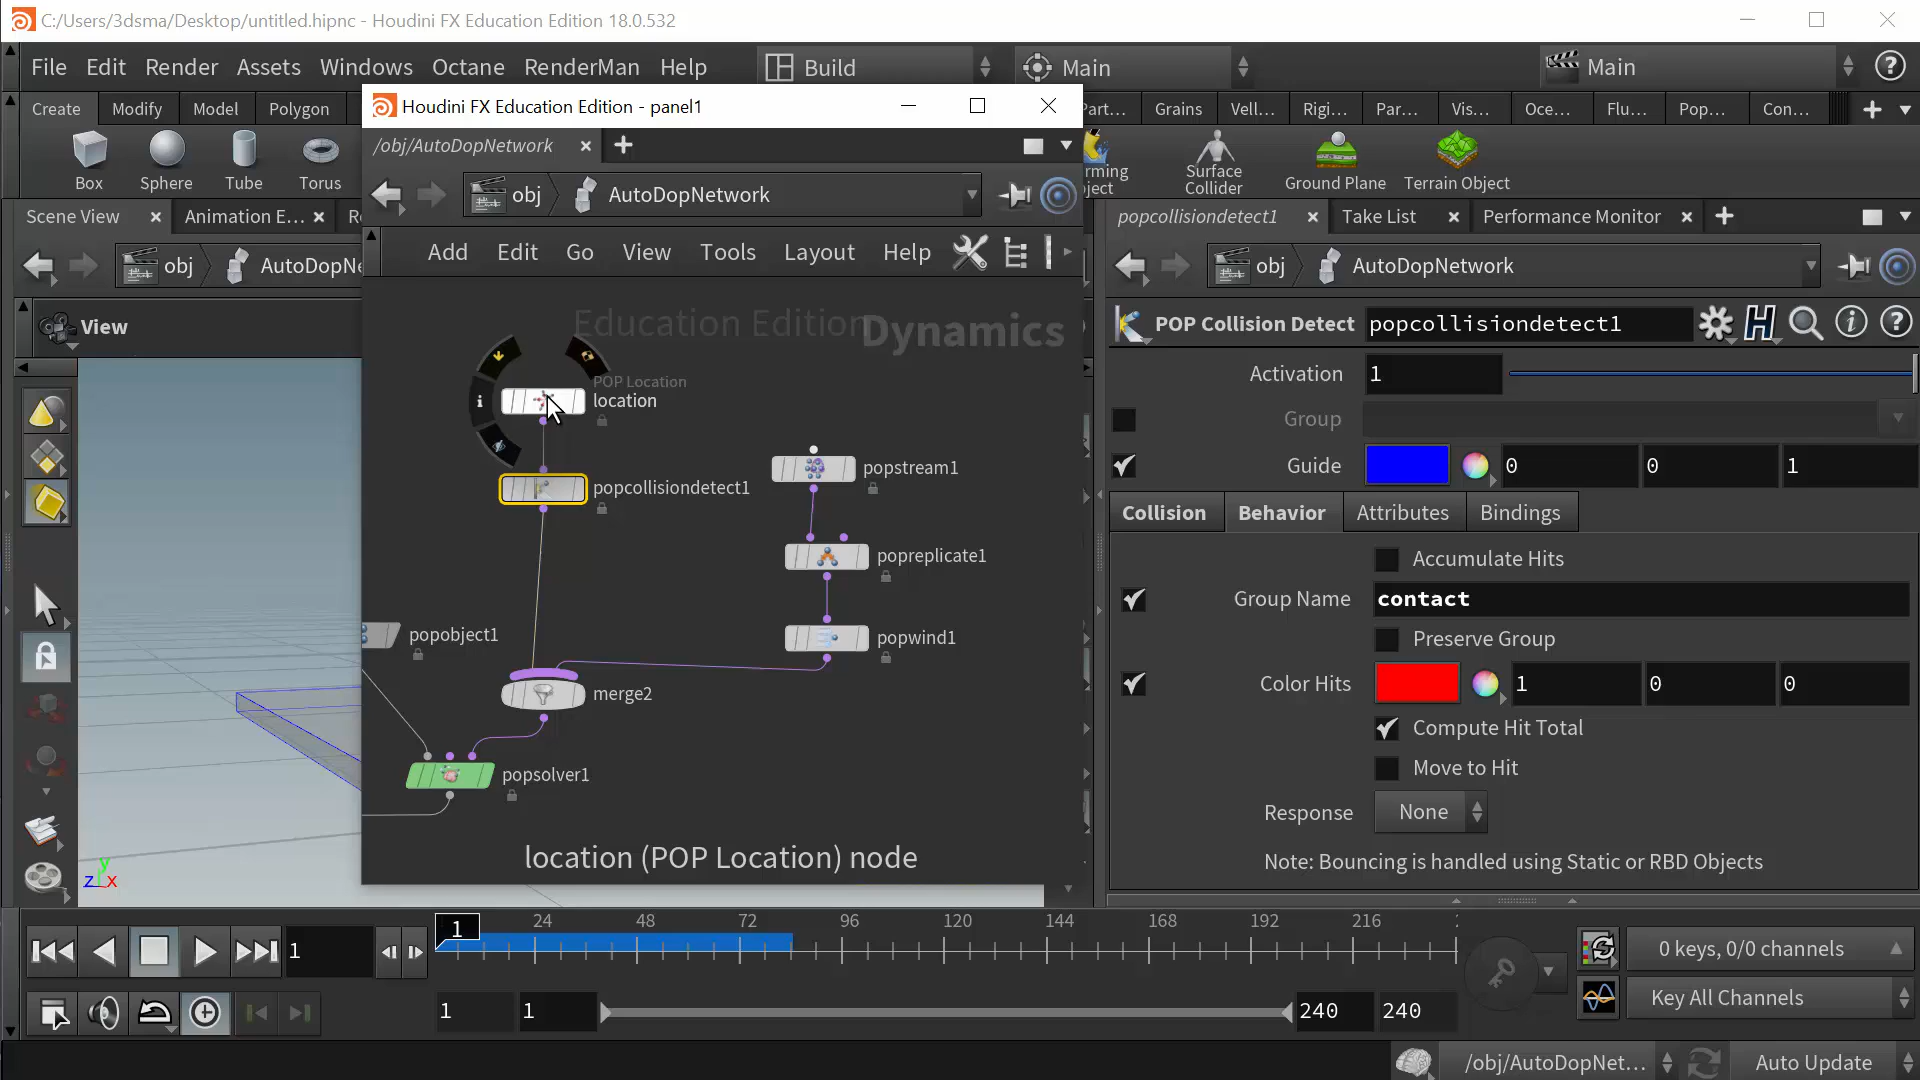 C:/Users/3dsma/Desktop/untitled.hipnc - Houdini FX Education Edition 18.0.532
File Edit Render Assets Windows Octane RenderMan Help
Build
Main
Main
Create Modify Model Polygon
Part... Grains Vell... Rigi... Par... Vis... Oce... Flu... Pop... Con...
Box
Sphere
Tube
Torus
rming
ject
Surface
Collider
Ground Plane
Terrain Object
Houdini FX Education Edition - panel1
/obj/AutoDopNetwork
obj
AutoDopNetwork
Add Edit Go View Tools Layout Help
Education Edition
Dynamics
POP Location
location
popcollisiondetect1
popstream1
popreplicate1
popobject1
popwind1
merge2
popsolver1
location (POP Location) node
Scene View
Animation E...
obj
AutoDopNe
View
z x
y
popcollisiondetect1
Take List
Performance Monitor
obj
AutoDopNetwork
POP Collision Detect
popcollisiondetect1
Activation
1
Group
Guide
0
0
1
Collision Behavior Attributes Bindings
Accumulate Hits
Group Name
contact
Preserve Group
Color Hits
1
0
0
Compute Hit Total
Move to Hit
Response
None
Note: Bouncing is handled using Static or RBD Objects
1
1
24 48 72 96 120 144 168 192 216
0 keys, 0/0 channels
1
1
240
240
Key All Channels
/obj/AutoDopNet...
Auto Update